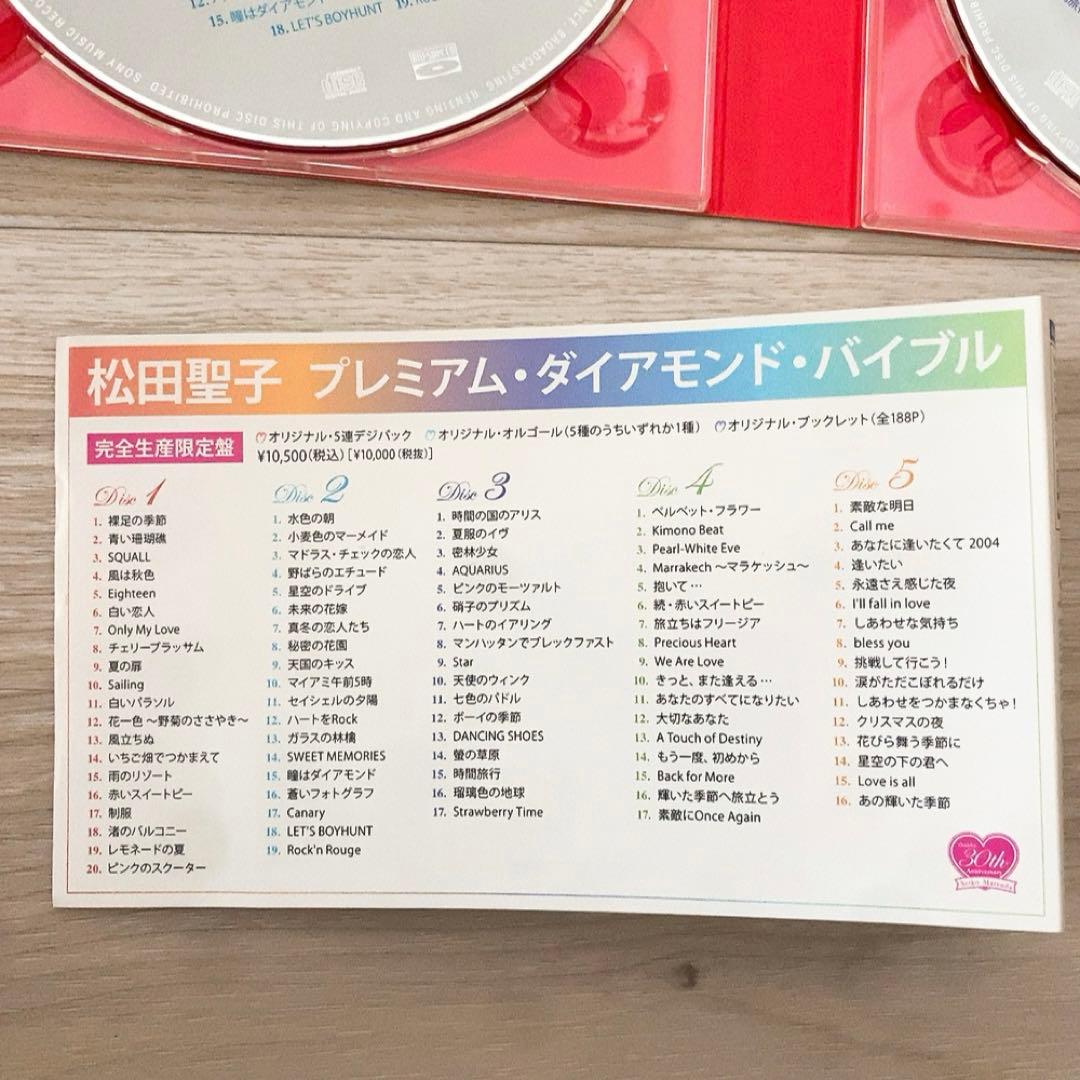 15. 瞳はダイアモンド
18. LET'S BOYHUNT
BROADCASTING, RENTING AND COPYING OF THIS DISC PROHIBITED
SONY MUSIC
松田聖子 プレミアム・ダイアモンド・バイブル
完全生産限定盤
オリジナル・5連デジパック オリジナル・オルゴール(5種のうちいずれか1種) オリジナル・ブックレット(全188P)
¥10,500(税込)[¥10,000(税抜)]
Disc 1
1. 裸足の季節
2. 青い珊瑚礁
3. SQUALL
4. 風は秋色
5. Eighteen
6. 白い恋人
7. Only My Love
8. チェリーブラッサム
9. 夏の扉
10. Sailing
11. 白いパラソル
12. 花一色 〜野菊のささやき〜
13. 風立ちぬ
14. いちご畑でつかまえて
15. 雨のリゾート
16. 赤いスイートピー
17. 制服
18. 渚のバルコニー
19. レモネードの夏
20. ピンクのスクーター
Disc 2
1. 水色の朝
2. 小麦色のマーメイド
3. マドラス・チェックの恋人
4. 野ばらのエチュード
5. 星空のドライブ
6. 未来の花嫁
7. 真冬の恋人たち
8. 秘密の花園
9. 天国のキッス
10. マイアミ午前5時
11. セイシェルの夕陽
12. ハートをRock
13. ガラスの林檎
14. SWEET MEMORIES
15. 瞳はダイアモンド
16. 蒼いフォトグラフ
17. Canary
18. LET'S BOYHUNT
19. Rock'n Rouge
Disc 3
1. 時間の国のアリス
2. 夏服のイヴ
3. 密林少女
4. AQUARIUS
5. ピンクのモーツァルト
6. 硝子のプリズム
7. ハートのイアリング
8. マンハッタンでブレックファスト
9. Star
10. 天使のウィンク
11. 七色のパドル
12. ボーイの季節
13. DANCING SHOES
14. 螢の草原
15. 時間旅行
16. 瑠璃色の地球
17. Strawberry Time
Disc 4
1. ベルベット・フラワー
2. Kimono Beat
3. Pearl-White Eve
4. Marrakech 〜マラケッシュ〜
5. 抱いて…
6. 続・赤いスイートピー
7. 旅立ちはフリージア
8. Precious Heart
9. We Are Love
10. きっと、また逢える…
11. あなたのすべてになりたい
12. 大切なあなた
13. A Touch of Destiny
14. もう一度、初めから
15. Back for More
16. 輝いた季節へ旅立とう
17. 素敵にOnce Again
Disc 5
1. 素敵な明日
2. Call me
3. あなたに逢いたくて 2004
4. 逢いたい
5. 永遠さえ感じた夜
6. I'll fall in love
7. しあわせな気持ち
8. bless you
9. 挑戦して行こう!
10. 涙がただこぼれるだけ
11. しあわせをつかまなくちゃ!
12. クリスマスの夜
13. 花びら舞う季節に
14. 星空の下の君へ
15. Love is all
16. あの輝いた季節
30th
Anniversary
Seiko Matsuda